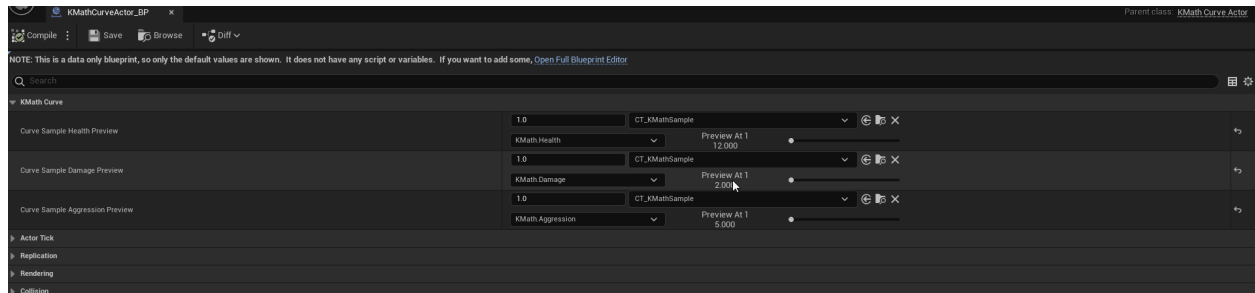 KMathCurveActor_BP
Parent class: KMath Curve Actor
Compile Save Browse Diff
NOTE: This is a data only blueprint, so only the default values are shown. It does not have any script or variables. If you want to add some, Open Full Blueprint Editor
Search
KMath Curve
Curve Sample Health Preview
1.0 CT_KMathSample
KMath.Health Preview At 1
12.000
Curve Sample Damage Preview
1.0 CT_KMathSample
KMath.Damage Preview At 1
2.000
Curve Sample Aggression Preview
1.0 CT_KMathSample
KMath.Aggression Preview At 1
5.000
Actor Tick
Replication
Rendering
Collision